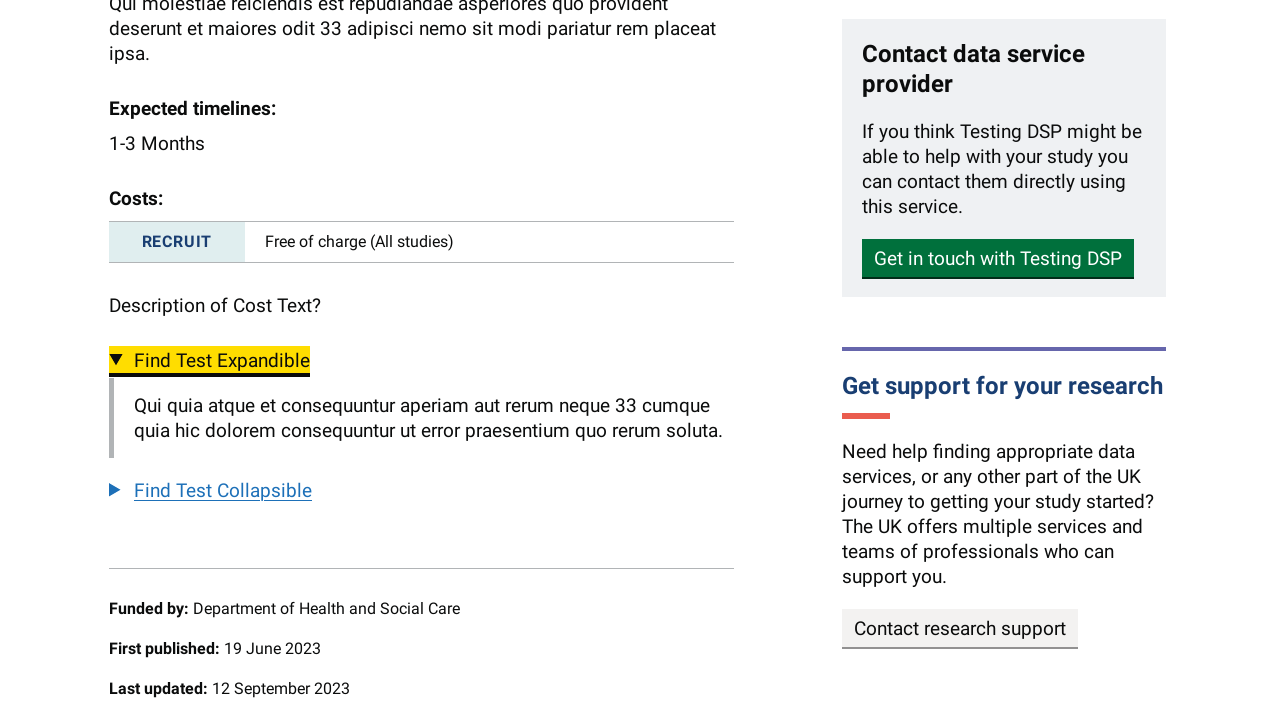 Qui molestiae reiciendis est repudiandae asperiores quo provident
deserunt et maiores odit 33 adipisci nemo sit modi pariatur rem placeat
ipsa.
Expected timelines:
1-3 Months
Costs:
RECRUIT Free of charge (All studies)
Description of Cost Text?
Find Test Expandible
Qui quia atque et consequuntur aperiam aut rerum neque 33 cumque
quia hic dolorem consequuntur ut error praesentium quo rerum soluta.
Find Test Collapsible
Funded by: Department of Health and Social Care
First published: 19 June 2023
Last updated: 12 September 2023
Contact data service
provider
If you think Testing DSP might be
able to help with your study you
can contact them directly using
this service.
Get in touch with Testing DSP
Get support for your research
Need help finding appropriate data
services, or any other part of the UK
journey to getting your study started?
The UK offers multiple services and
teams of professionals who can
support you.
Contact research support